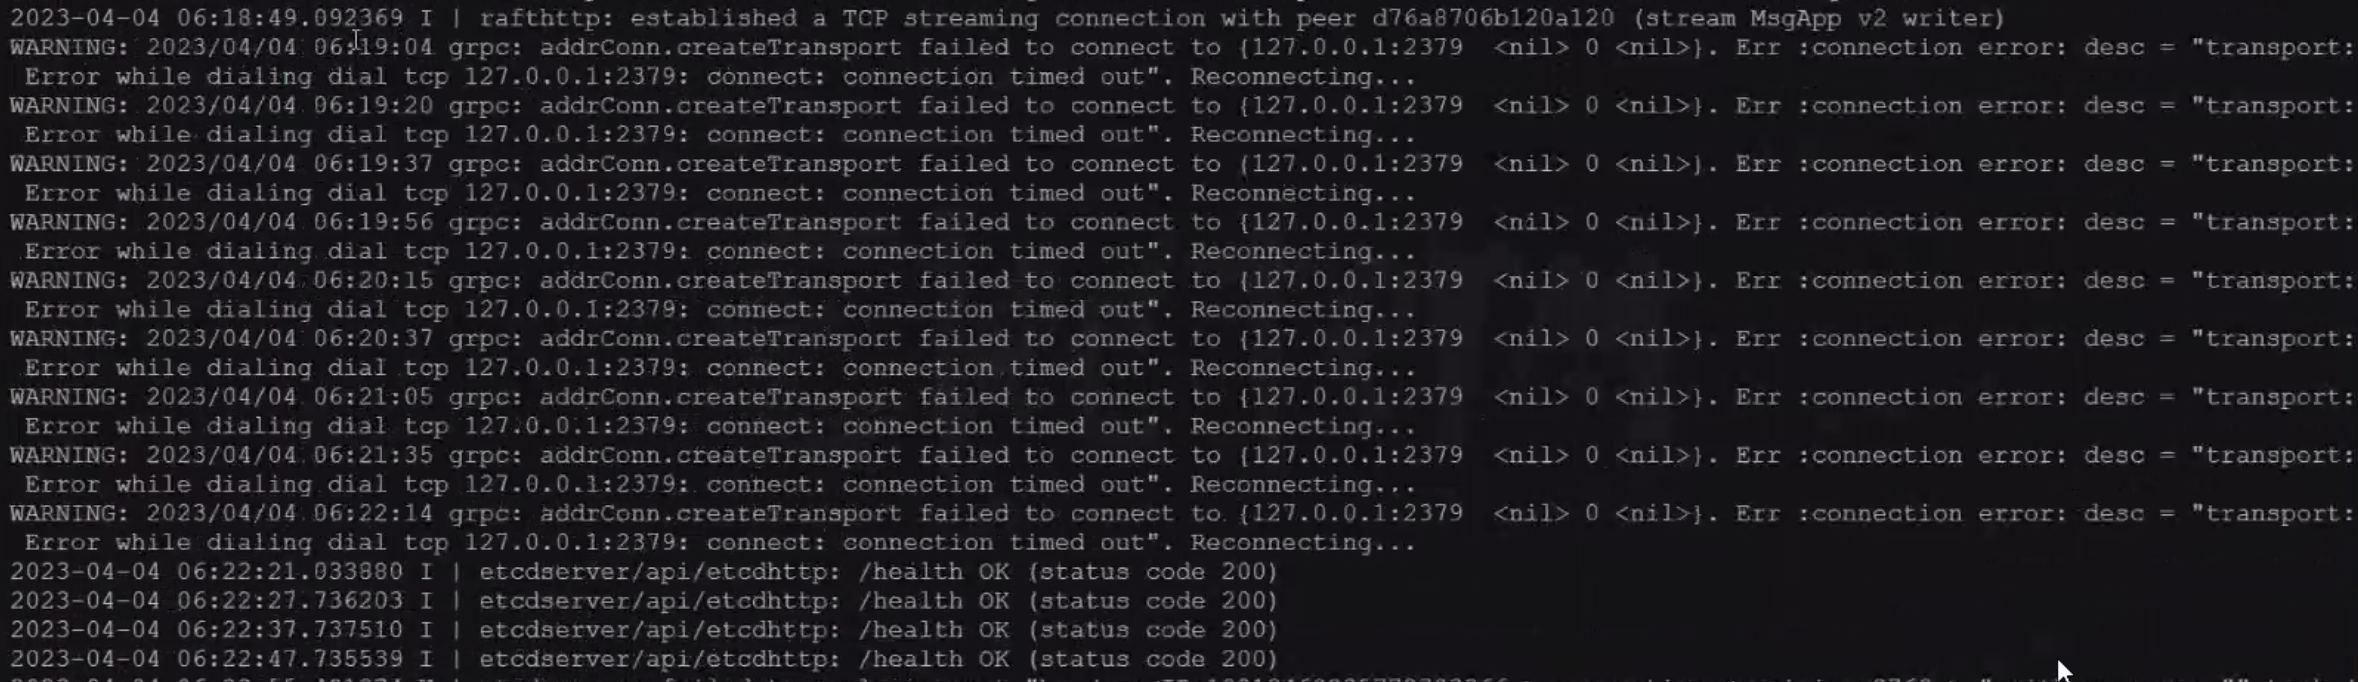 2023-04-04 06:18:49.092369 I | rafthttp: established a TCP streaming connection with peer d76a8706b120a120 (stream MsgApp v2 writer)
WARNING: 2023/04/04 06:19:04 grpc: addrConn.createTransport failed to connect to {127.0.0.1:2379  <nil> 0 <nil>}. Err :connection error: desc = "transport:
 Error while dialing dial tcp 127.0.0.1:2379: connect: connection timed out". Reconnecting...
WARNING: 2023/04/04 06:19:20 grpc: addrConn.createTransport failed to connect to {127.0.0.1:2379  <nil> 0 <nil>}. Err :connection error: desc = "transport:
 Error while dialing dial tcp 127.0.0.1:2379: connect: connection timed out". Reconnecting...
WARNING: 2023/04/04 06:19:37 grpc: addrConn.createTransport failed to connect to {127.0.0.1:2379  <nil> 0 <nil>}. Err :connection error: desc = "transport:
 Error while dialing dial tcp 127.0.0.1:2379: connect: connection timed out". Reconnecting...
WARNING: 2023/04/04 06:19:56 grpc: addrConn.createTransport failed to connect to {127.0.0.1:2379  <nil> 0 <nil>}. Err :connection error: desc = "transport:
 Error while dialing dial tcp 127.0.0.1:2379: connect: connection timed out". Reconnecting...
WARNING: 2023/04/04 06:20:15 grpc: addrConn.createTransport failed to connect to {127.0.0.1:2379  <nil> 0 <nil>}. Err :connection error: desc = "transport:
 Error while dialing dial tcp 127.0.0.1:2379: connect: connection timed out". Reconnecting...
WARNING: 2023/04/04 06:20:37 grpc: addrConn.createTransport failed to connect to {127.0.0.1:2379  <nil> 0 <nil>}. Err :connection error: desc = "transport:
 Error while dialing dial tcp 127.0.0.1:2379: connect: connection timed out". Reconnecting...
WARNING: 2023/04/04 06:21:05 grpc: addrConn.createTransport failed to connect to {127.0.0.1:2379  <nil> 0 <nil>}. Err :connection error: desc = "transport:
 Error while dialing dial tcp 127.0.0.1:2379: connect: connection timed out". Reconnecting...
WARNING: 2023/04/04 06:21:35 grpc: addrConn.createTransport failed to connect to {127.0.0.1:2379  <nil> 0 <nil>}. Err :connection error: desc = "transport:
 Error while dialing dial tcp 127.0.0.1:2379: connect: connection timed out". Reconnecting...
WARNING: 2023/04/04 06:22:14 grpc: addrConn.createTransport failed to connect to {127.0.0.1:2379  <nil> 0 <nil>}. Err :connection error: desc = "transport:
 Error while dialing dial tcp 127.0.0.1:2379: connect: connection timed out". Reconnecting...
2023-04-04 06:22:21.033880 I | etcdserver/api/etcdhttp: /health OK (status code 200)
2023-04-04 06:22:27.736203 I | etcdserver/api/etcdhttp: /health OK (status code 200)
2023-04-04 06:22:37.737510 I | etcdserver/api/etcdhttp: /health OK (status code 200)
2023-04-04 06:22:47.735539 I | etcdserver/api/etcdhttp: /health OK (status code 200)